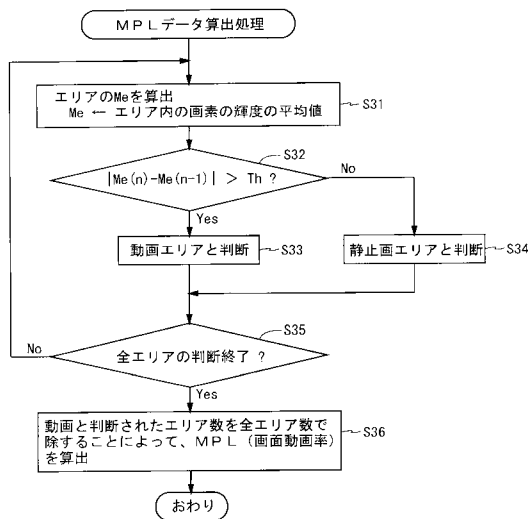 MPLデータ算出処理
エリアのMeを算出
Me ← エリア内の画素の輝度の平均値
S31
S32
|Me(n)-Me(n-1)| > Th ?
No
Yes
動画エリアと判断
S33
静止画エリアと判断
S34
S35
No
全エリアの判断終了 ?
Yes
動画と判断されたエリア数を全エリア数で
除することによって、MPL(画面動画率)
を算出
S36
おわり